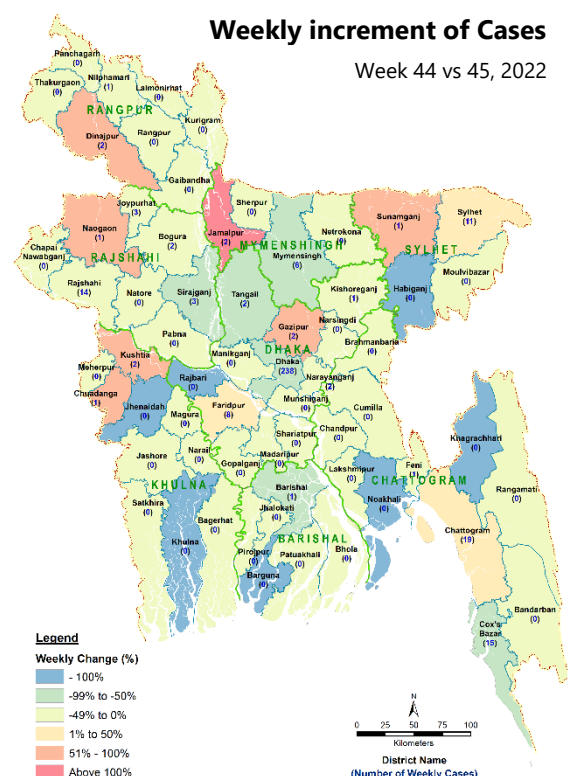 Weekly increment of Cases
Week 44 vs 45, 2022
Panchagarh
(0)
Nilphamari
(1)
Thakurgaon
(0)
Lalmonirhat
(0)
RANGPUR
Kurigram
(0)
Dinajpur
(2)
Rangpur
(0)
Gaibandha
(0)
Joypurhat
(3)
Sherpur
(0)
Naogaon
(1)
Jamalpur
(2)
Netrokona
(0)
Sunamganj
(1)
Sylhet
(11)
Bogura
(2)
MYMENSHINGH
Mymensingh
(6)
SYLHET
Chapai
Nawabganj
(0)
RAJSHAHI
Moulvibazar
(0)
Rajshahi
(14)
Natore
(0)
Sirajganj
(3)
Tangail
(2)
Kishoreganj
(1)
Habiganj
(0)
Narsingdi
(0)
Gazipur
(2)
Pabna
(0)
Brahmanbaria
(0)
DHAKA
Manikganj
(0)
Dhaka
(238)
Kushtia
(2)
Meherpur
(0)
Rajbari
(0)
Narayanganj
(2)
Chuadanga
(1)
Munshiganj
(0)
Jhenaidah
(0)
Magura
(0)
Faridpur
(8)
Cumilla
(0)
Shariatpur
(0)
Chandpur
(0)
Khagrachhari
(0)
Narail
(0)
Jashore
(0)
Gopalganj
(0)
Madaripur
(0)
Lakshmipur
(0)
Feni
(1)
KHULNA
CHATTOGRAM
Rangamati
(0)
Barishal
(1)
Noakhali
(0)
Satkhira
(0)
Jhalokati
(0)
Bagerhat
(0)
Chattogram
(19)
BARISHAL
Khulna
(0)
Pirojpur
(0)
Patuakhali
(0)
Bhola
(0)
Barguna
(0)
Bandarban
(0)
Cox's
Bazar
(15)
Legend
Weekly Change (%)
- 100%
-99% to -50%
-49% to 0%
1% to 50%
51% - 100%
Above 100%
N
0 25 50 75 100
Kilometers
District Name
(Number of Weekly Cases)